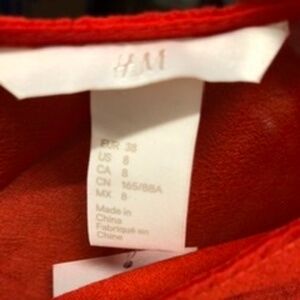 H&M
EUR 38
US 8
CA 8
CN 165/88A
MX 8
Made in
China
Fabriqué en
Chine